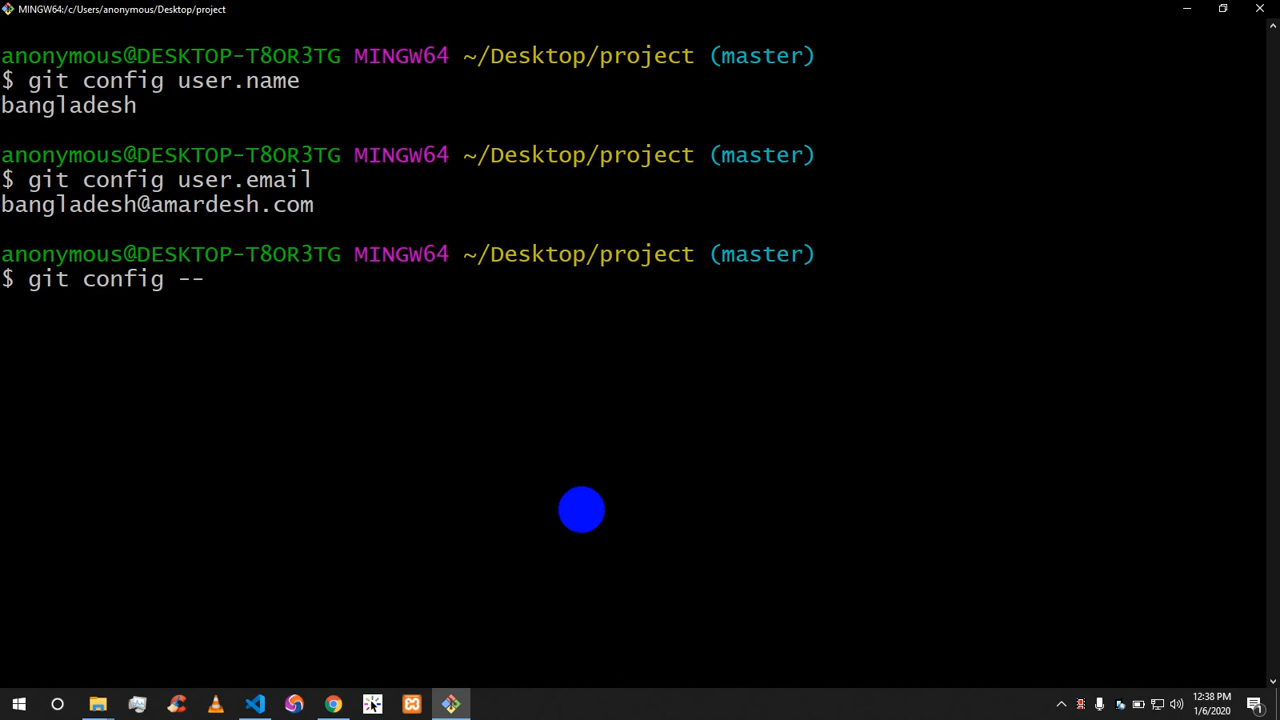 MINGW64:/c/Users/anonymous/Desktop/project
anonymous@DESKTOP-T8OR3TG MINGW64 ~/Desktop/project (master)
$ git config user.name
bangladesh
anonymous@DESKTOP-T8OR3TG MINGW64 ~/Desktop/project (master)
$ git config user.email
bangladesh@amardesh.com
anonymous@DESKTOP-T8OR3TG MINGW64 ~/Desktop/project (master)
$ git config --
12:38 PM
1/6/2020
1